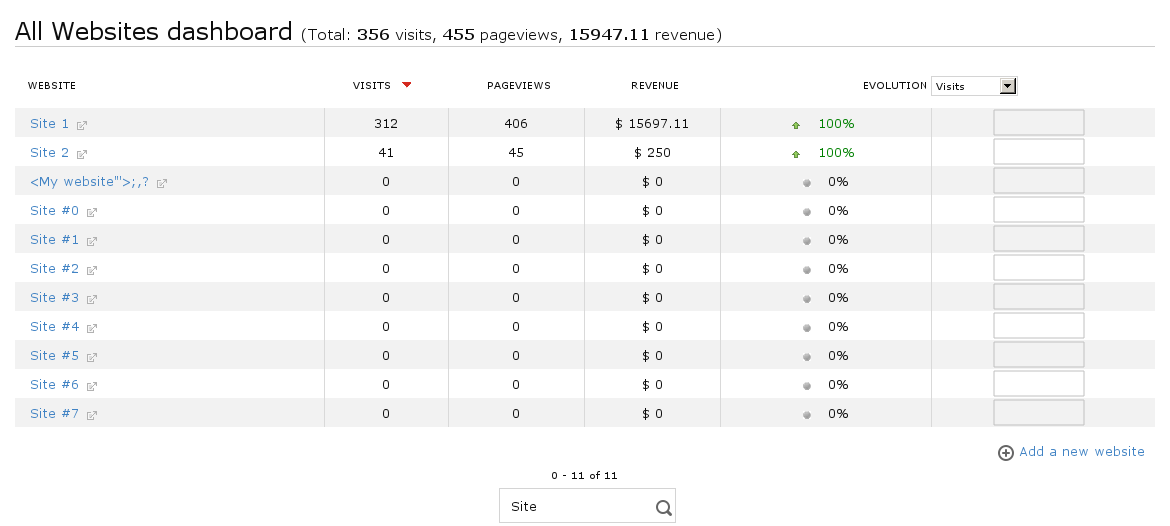 All Websites dashboard (Total: 356 visits, 455 pageviews, 15947.11 revenue)
WEBSITE VISITS PAGEVIEWS REVENUE EVOLUTION Visits
Site 1 312 406 $ 15697.11 100%
Site 2 41 45 $ 250 100%
<My website"'>;,? 0 0 $ 0 0%
Site #0 0 0 $ 0 0%
Site #1 0 0 $ 0 0%
Site #2 0 0 $ 0 0%
Site #3 0 0 $ 0 0%
Site #4 0 0 $ 0 0%
Site #5 0 0 $ 0 0%
Site #6 0 0 $ 0 0%
Site #7 0 0 $ 0 0%
Add a new website
0 - 11 of 11
Site